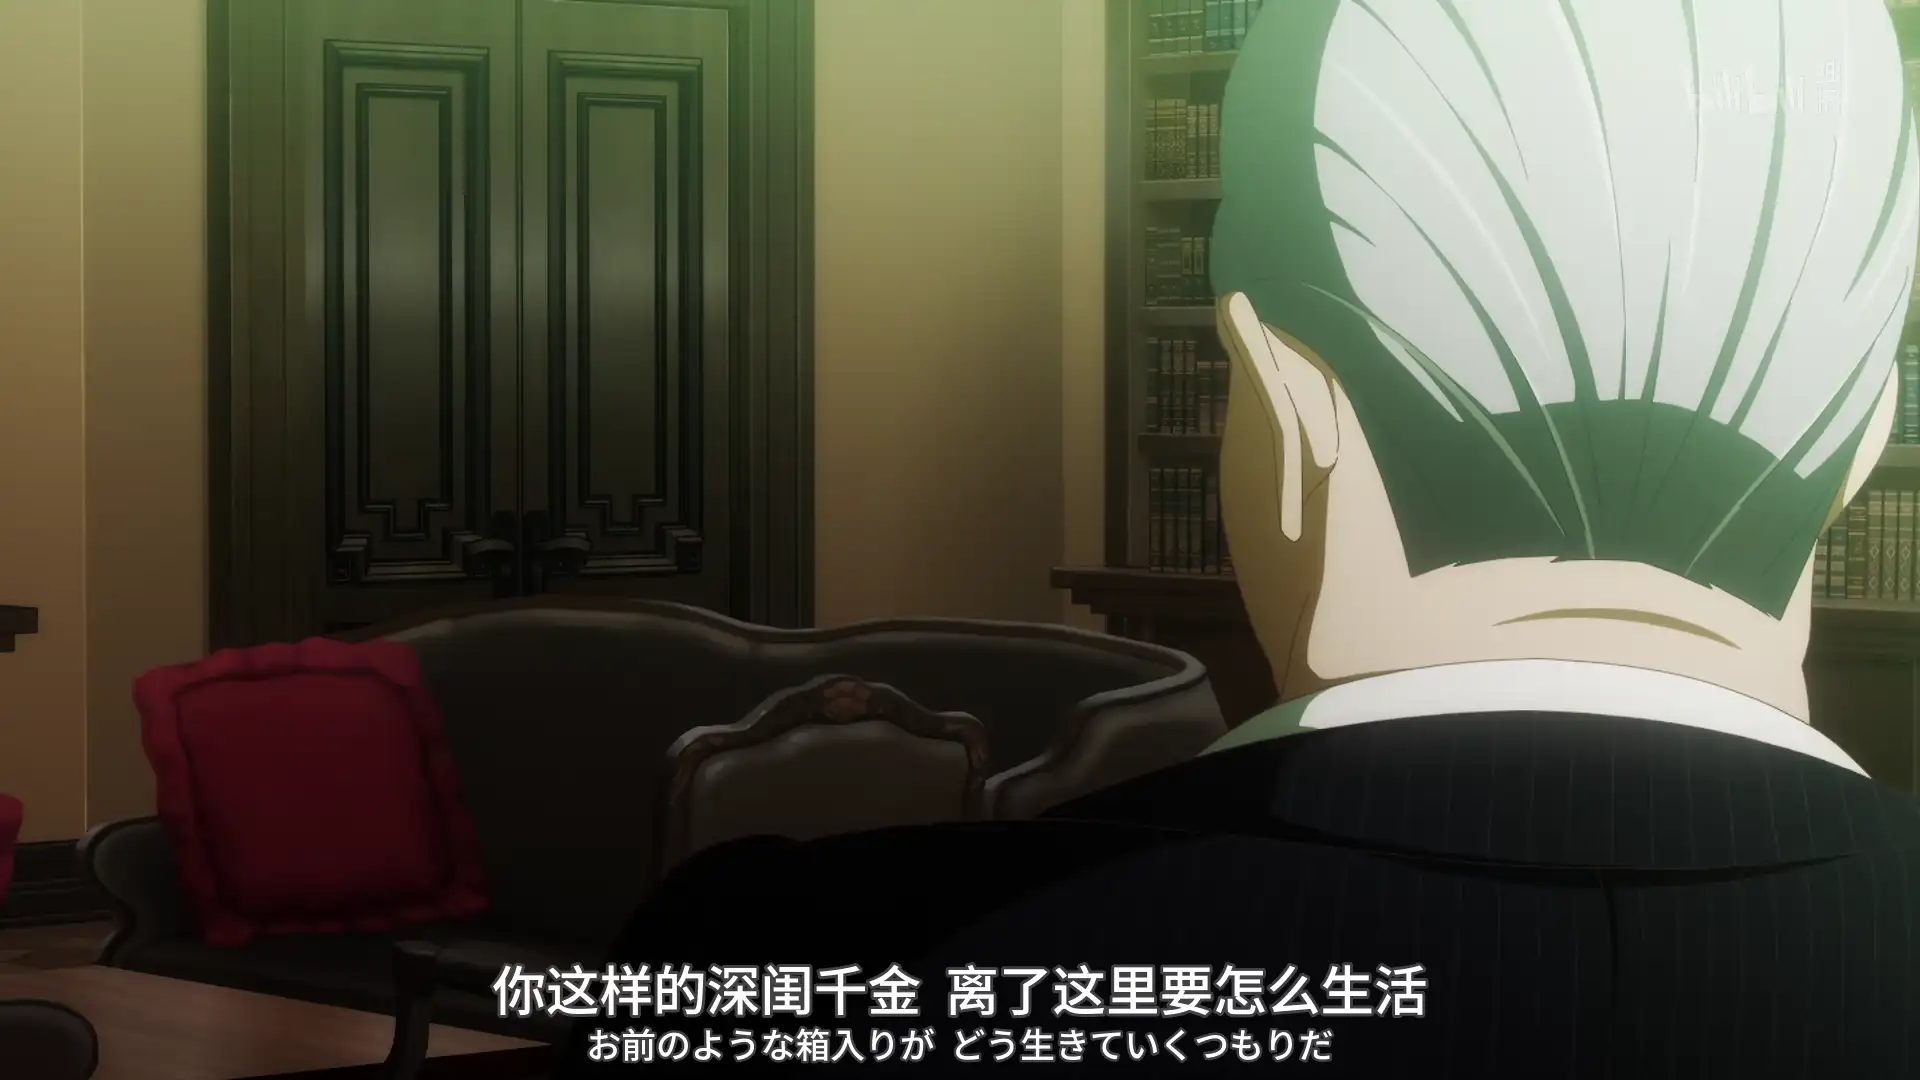 你这样的深闺千金 离了这里要怎么生活
お前のような箱入りが どう生きていくつもりだ